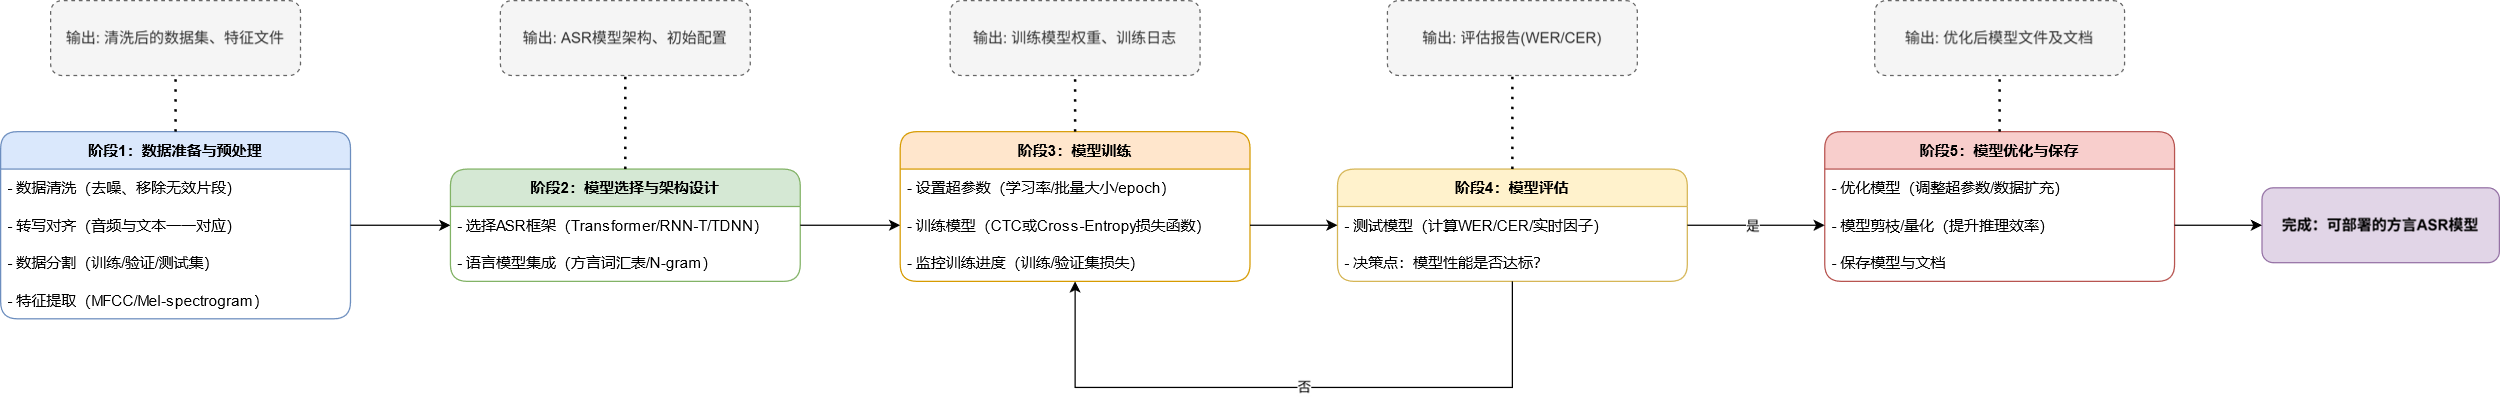 输出: 清洗后的数据集、特征文件
输出: ASR模型架构、初始配置
输出: 训练模型权重、训练日志
输出: 评估报告(WER/CER)
输出: 优化后模型文件及文档
阶段1：数据准备与预处理
- 数据清洗（去噪、移除无效片段）
- 转写对齐（音频与文本一一对应）
- 数据分割（训练/验证/测试集）
- 特征提取（MFCC/Mel-spectrogram）
阶段2：模型选择与架构设计
- 选择ASR框架（Transformer/RNN-T/TDNN）
- 语言模型集成（方言词汇表/N-gram）
阶段3：模型训练
- 设置超参数（学习率/批量大小/epoch）
- 训练模型（CTC或Cross-Entropy损失函数）
- 监控训练进度（训练/验证集损失）
阶段4：模型评估
- 测试模型（计算WER/CER/实时因子）
- 决策点：模型性能是否达标？
是
否
阶段5：模型优化与保存
- 优化模型（调整超参数/数据扩充）
- 模型剪枝/量化（提升推理效率）
- 保存模型与文档
完成：可部署的方言ASR模型